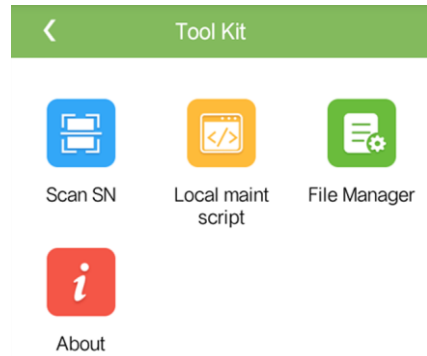 Tool Kit
Scan SN
Local maint
script
File Manager
About